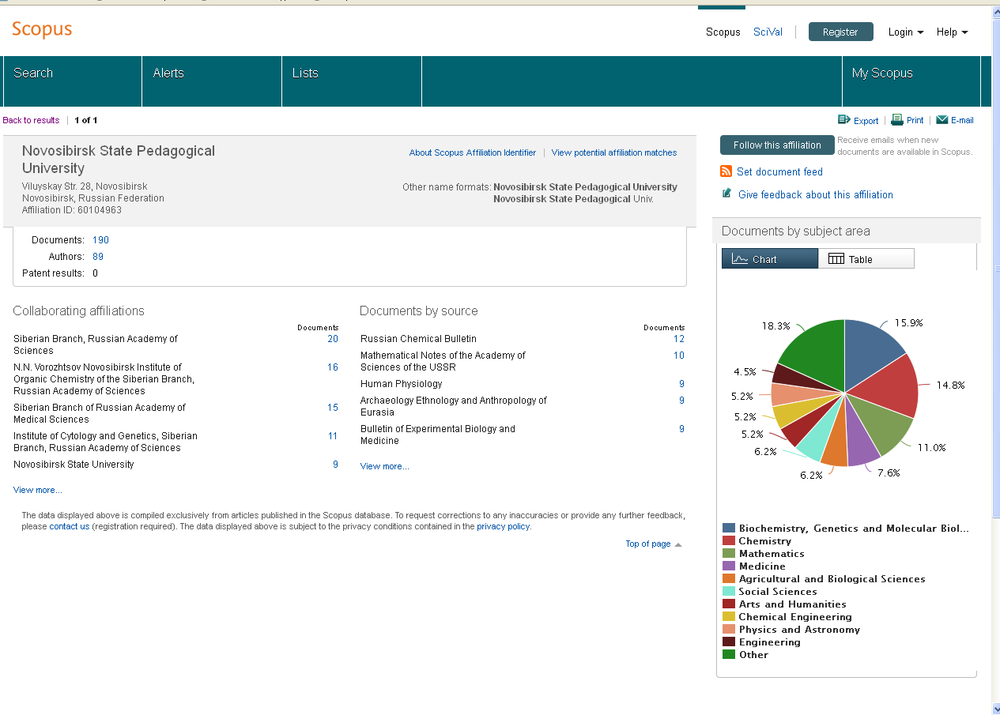 Scopus
Scopus SciVal Register Login Help
Search Alerts Lists My Scopus
Back to results 1 of 1
Export Print E-mail
Novosibirsk State Pedagogical
University
Viluyskay Str. 28, Novosibirsk
Novosibirsk, Russian Federation
Affiliation ID: 60104963
About Scopus Affiliation Identifier View potential affiliation matches
Other name formats: Novosibirsk State Pedagogical University
Novosibirsk State Pedagogical Univ.
Documents: 190
Authors: 89
Patent results: 0
Collaborating affiliations
Documents
Siberian Branch, Russian Academy of 20
Sciences
N.N. Vorozhtsov Novosibirsk Institute of 16
Organic Chemistry of the Siberian Branch,
Russian Academy of Sciences
Siberian Branch of Russian Academy of 15
Medical Sciences
Institute of Cytology and Genetics, Siberian 11
Branch, Russian Academy of Sciences
Novosibirsk State University 9
View more...
Documents by source
Documents
Russian Chemical Bulletin 12
Mathematical Notes of the Academy of 10
Sciences of the USSR
Human Physiology 9
Archaeology Ethnology and Anthropology of 9
Eurasia
Bulletin of Experimental Biology and 9
Medicine
View more...
The data displayed above is compiled exclusively from articles published in the Scopus database. To request corrections to any inaccuracies or provide any further feedback,
please contact us (registration required). The data displayed above is subject to the privacy conditions contained in the privacy policy.
Top of page
Follow this affiliation
Receive emails when new
documents are available in Scopus.
Set document feed
Give feedback about this affiliation
Documents by subject area
Chart Table
15.9%
14.8%
11.0%
7.6%
6.2%
6.2%
5.2%
5.2%
5.2%
4.5%
18.3%
Biochemistry, Genetics and Molecular Biol...
Chemistry
Mathematics
Medicine
Agricultural and Biological Sciences
Social Sciences
Arts and Humanities
Chemical Engineering
Physics and Astronomy
Engineering
Other